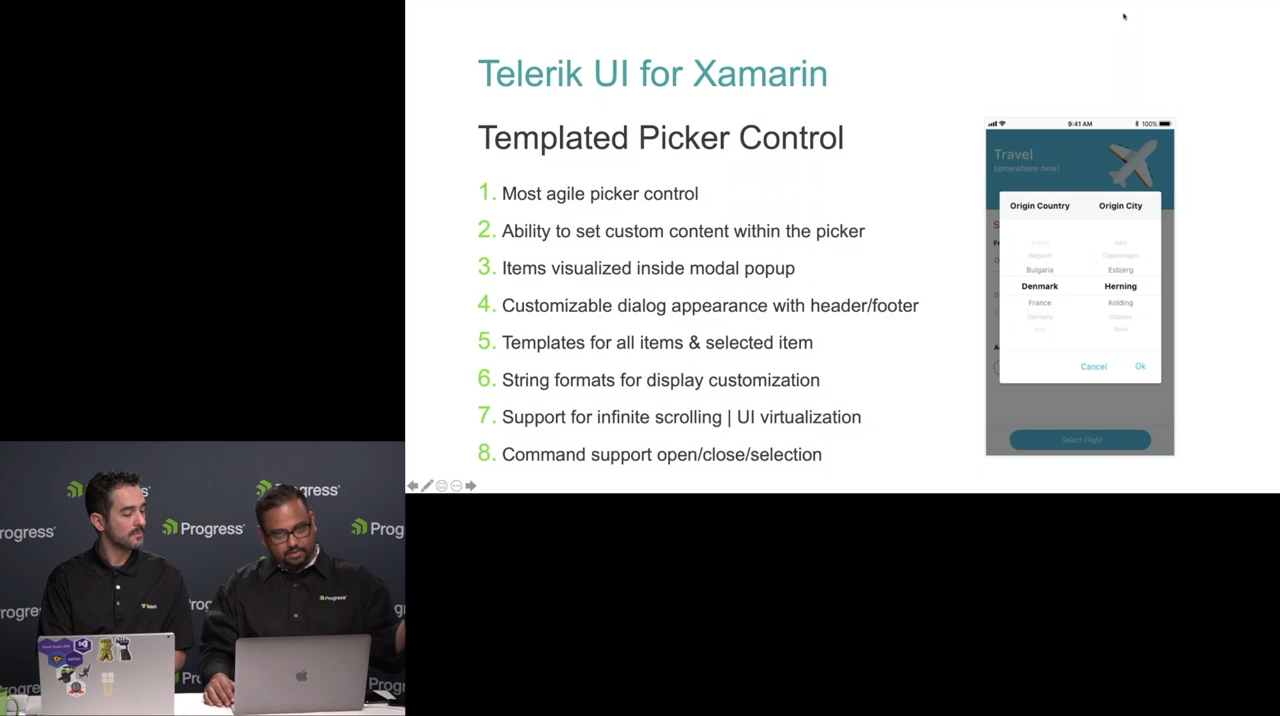 Telerik UI for Xamarin
Templated Picker Control
1. Most agile picker control
2. Ability to set custom content within the picker
3. Items visualized inside modal popup
4. Customizable dialog appearance with header/footer
5. Templates for all items & selected item
6. String formats for display customization
7. Support for infinite scrolling | UI virtualization
8. Command support open/close/selection
9:41 AM
100%
Travel
somewhere new!
Origin Country Origin City
Belgium Copenhagen
Bulgaria Esbjerg
Denmark Herning
France Kolding
Germany Odense
Cancel Ok
Select Flight
Progress
Progress
Progress